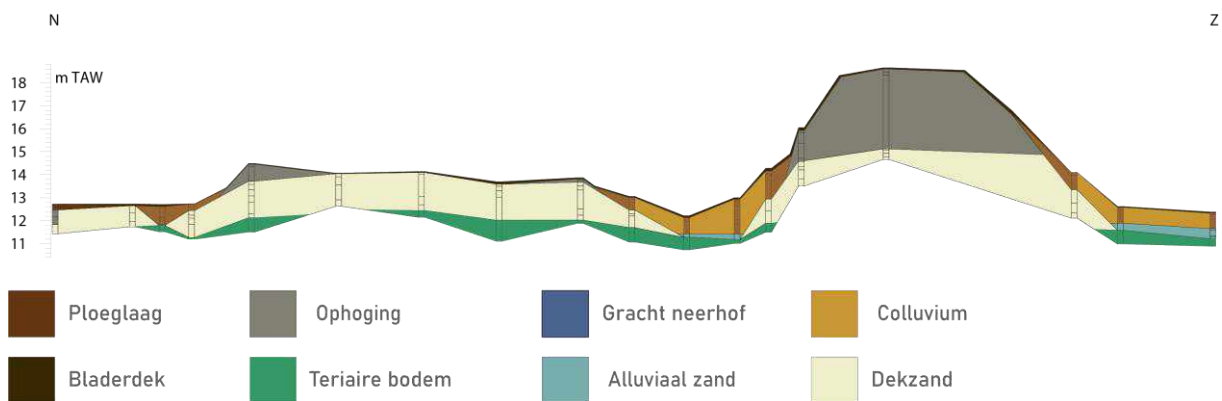 N Z
m TAW
18
17
16
15
14
13
12
11
Ploeglaag Ophoging Gracht neerhof Colluvium
Bladerdek Teriaire bodem Alluviaal zand Dekzand